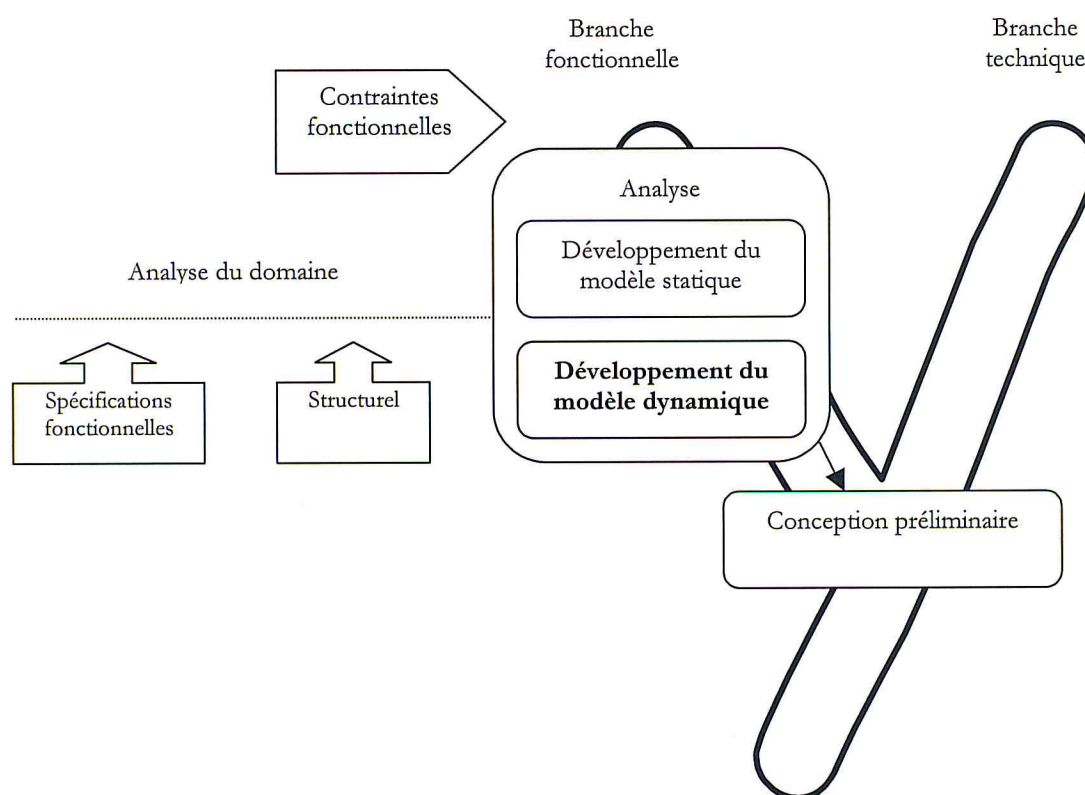 Branche
fonctionnelle
Branche
technique
Contraintes
fonctionnelles
Analyse
Développement du
modèle statique
Analyse du domaine
Développement du
modèle dynamique
Spécifications
fonctionnelles
Structurel
Conception préliminaire